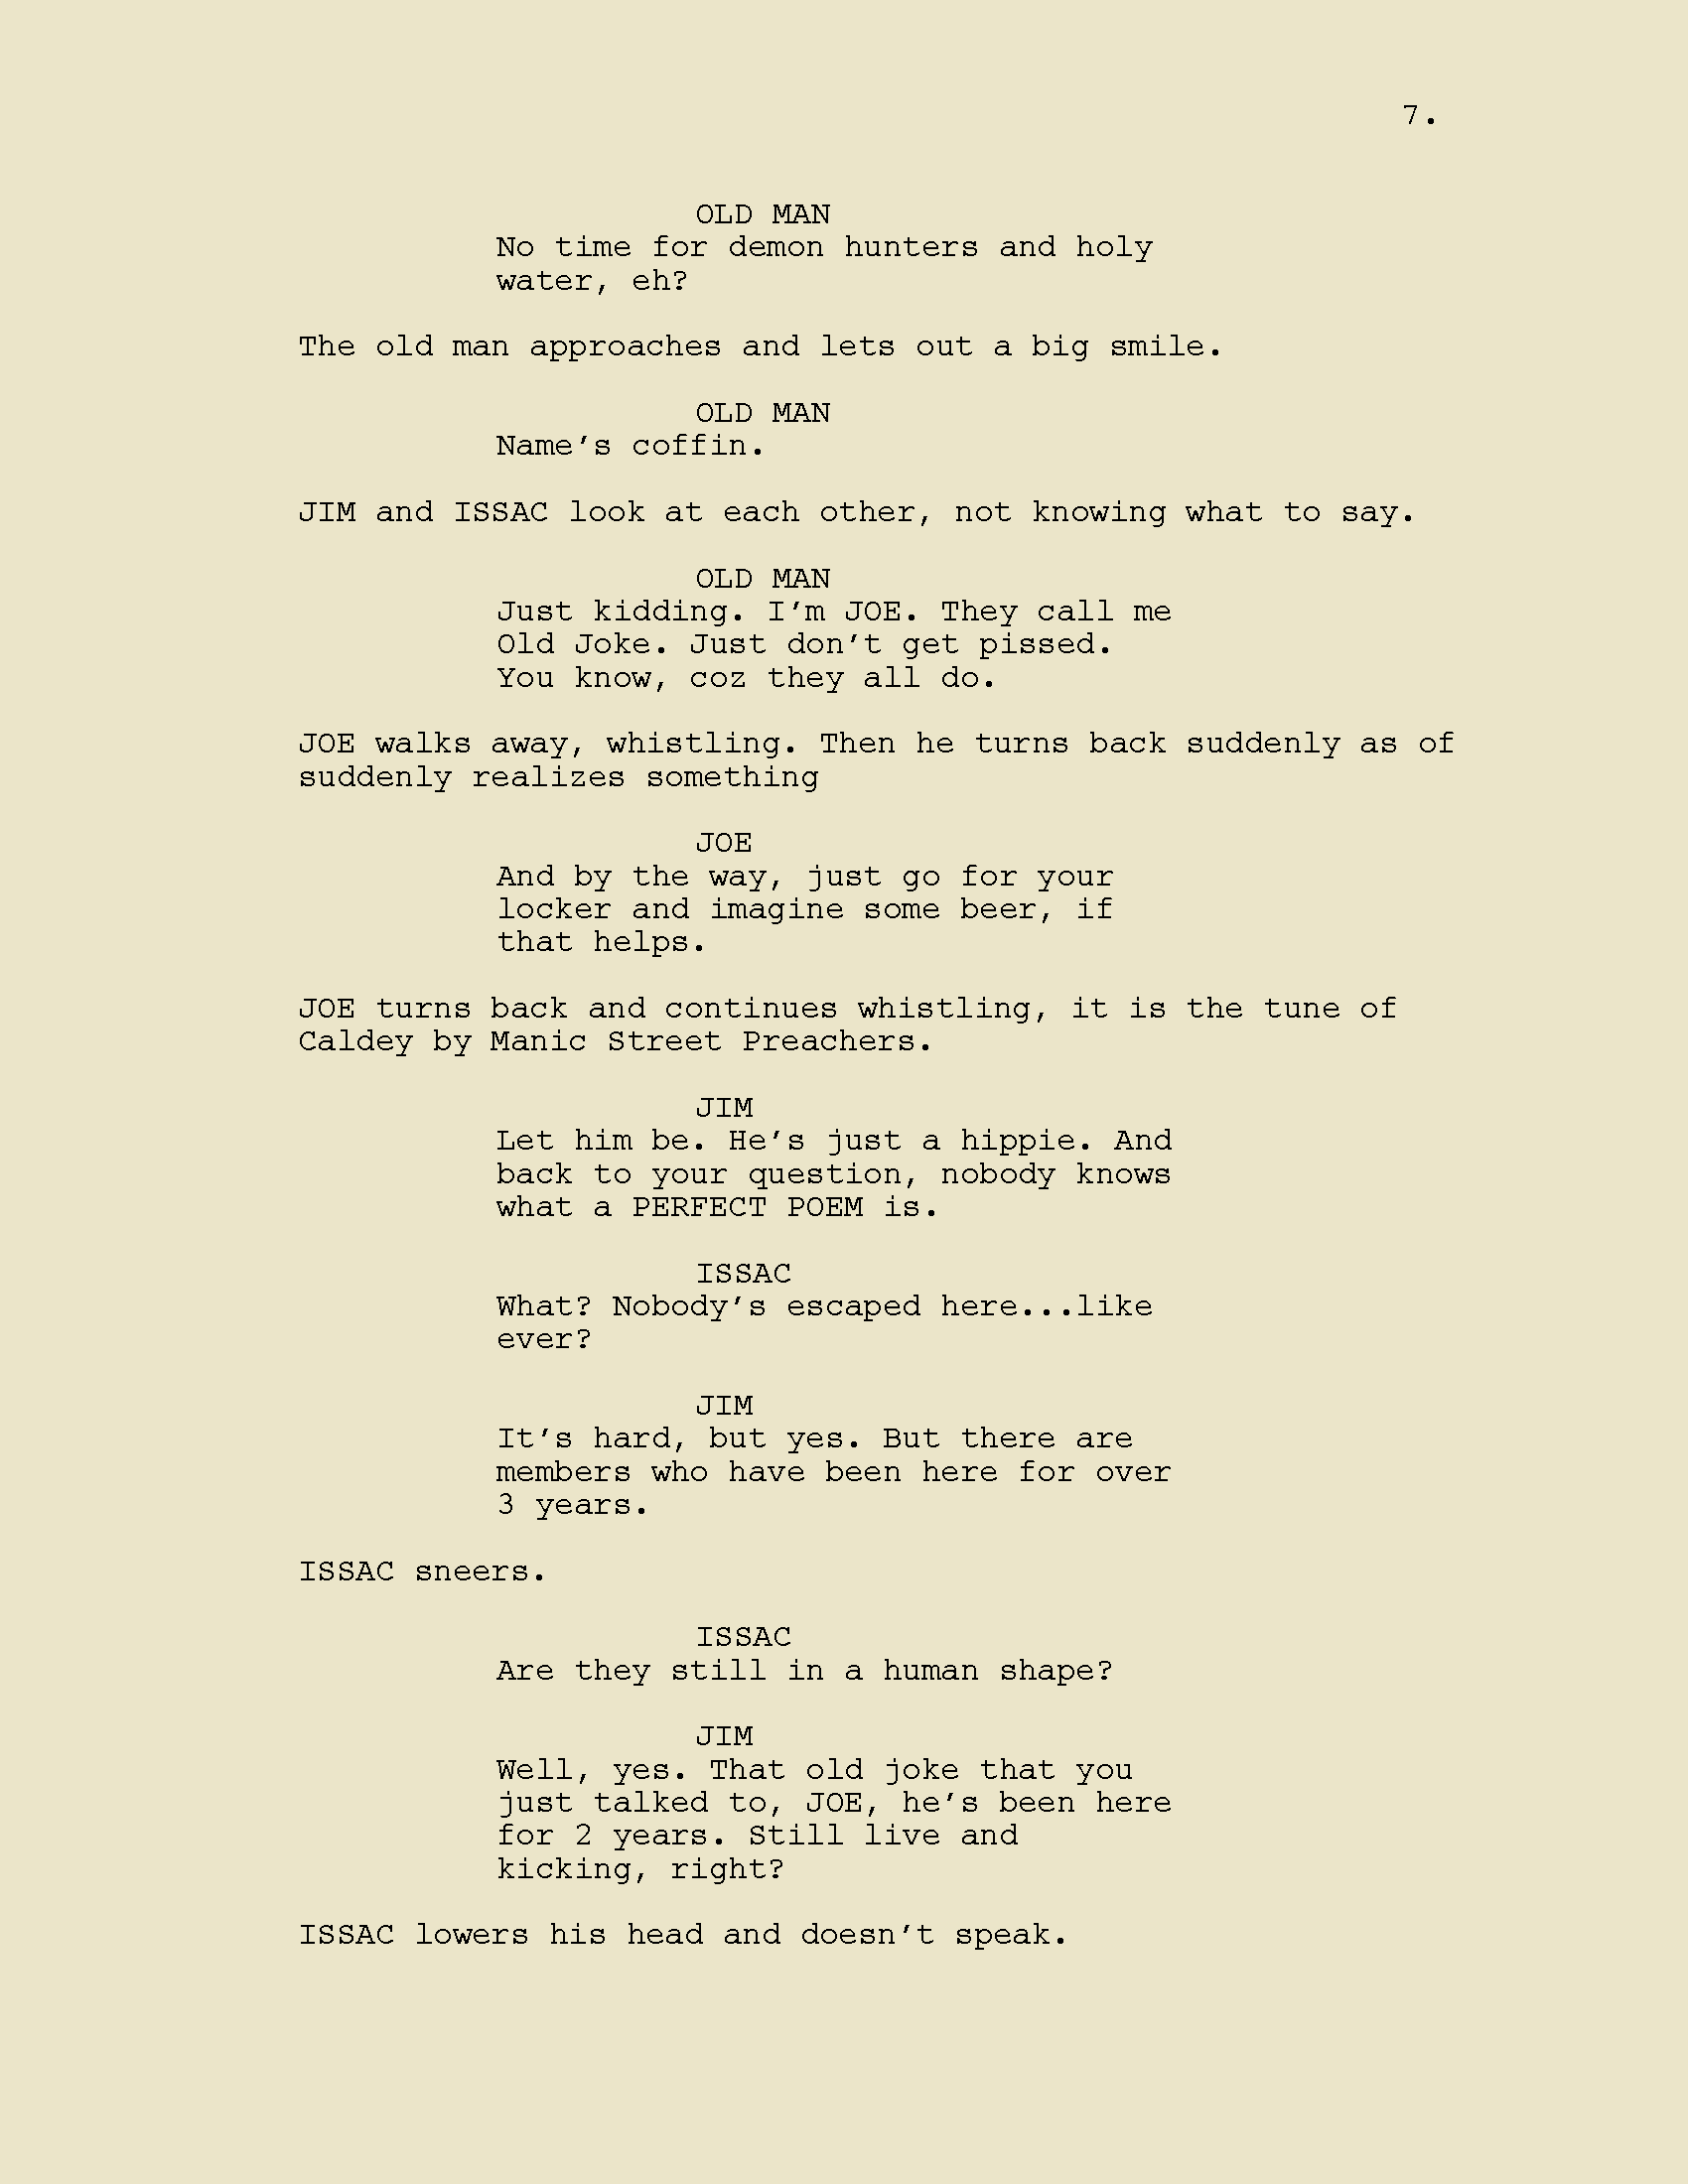 7.
OLD MAN
No time for demon hunters and holy
water, eh?
The old man approaches and lets out a big smile.
OLD MAN
Name’s coffin.
JIM and ISSAC look at each other, not knowing what to say.
OLD MAN
Just kidding. I’m JOE. They call me
Old Joke. Just don’t get pissed.
You know, coz they all do.
JOE walks away, whistling. Then he turns back suddenly as of
suddenly realizes something
JOE
And by the way, just go for your
locker and imagine some beer, if
that helps.
JOE turns back and continues whistling, it is the tune of
Caldey by Manic Street Preachers.
JIM
Let him be. He’s just a hippie. And
back to your question, nobody knows
what a PERFECT POEM is.
ISSAC
What? Nobody’s escaped here...like
ever?
JIM
It’s hard, but yes. But there are
members who have been here for over
3 years.
ISSAC sneers.
ISSAC
Are they still in a human shape?
JIM
Well, yes. That old joke that you
just talked to, JOE, he’s been here
for 2 years. Still live and
kicking, right?
ISSAC lowers his head and doesn’t speak.